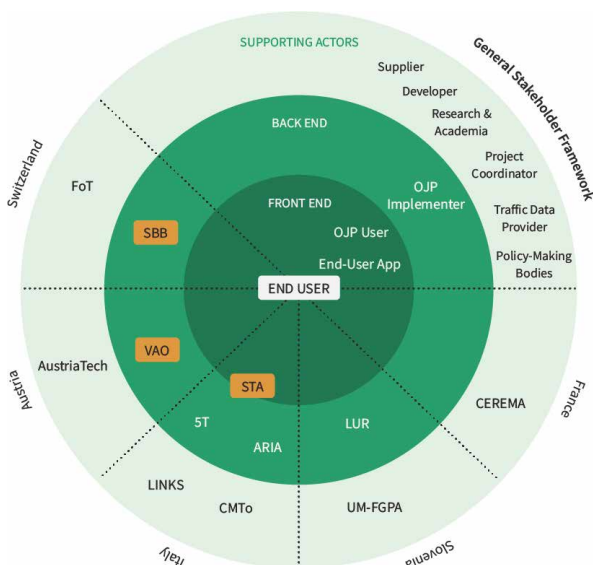 SUPPORTING ACTORS
General Stakeholder Framework
Supplier
Developer
Research &
Academia
Project
Coordinator
Traffic Data
Provider
Policy-Making
Bodies
BACK END
OJP
Implementer
FRONT END
OJP User
End-User App
END USER
Switzerland
FoT
SBB
Austria
AustriaTech
VAO
STA
5T
ARIA
LINKS
CMTo
Italy
LUR
UM-FGPA
Slovenia
CEREMA
France